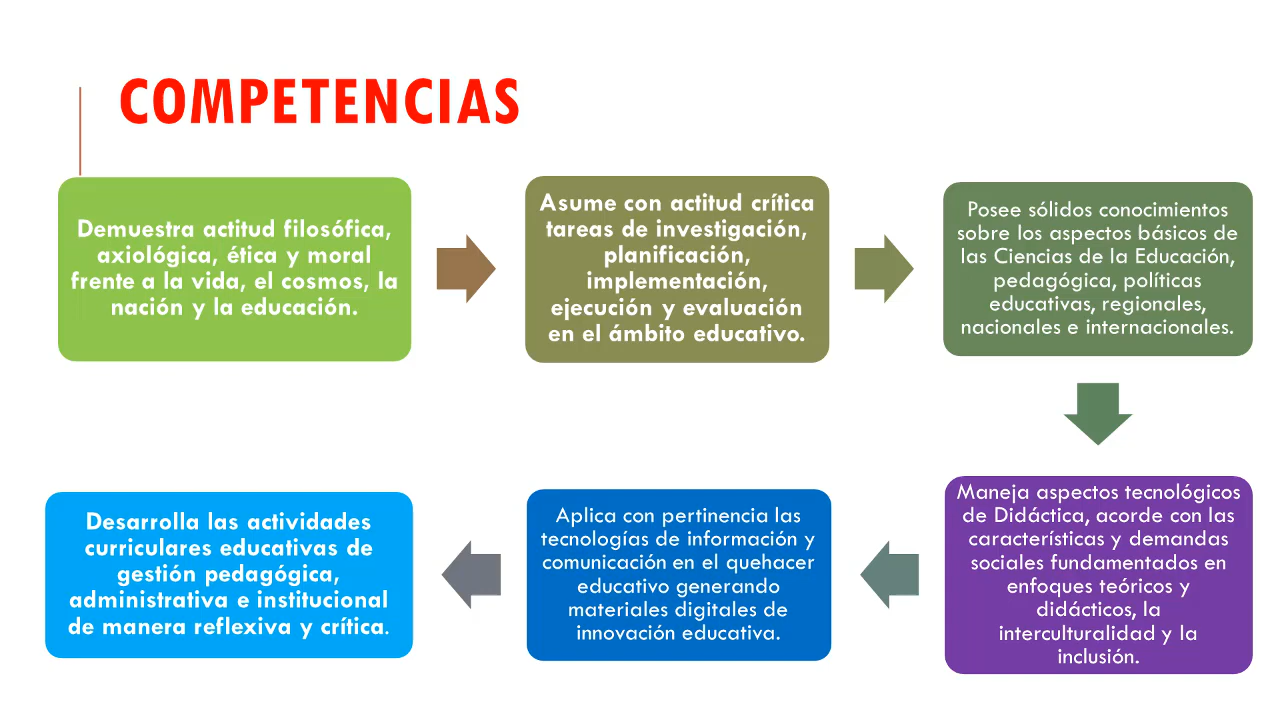 COMPETENCIAS
Demuestra actitud filosófica,
axiológica, ética y moral
frente a la vida, el cosmos, la
nación y la educación.
Asume con actitud crítica
tareas de investigación,
planificación,
implementación,
ejecución y evaluación
en el ámbito educativo.
Posee sólidos conocimientos
sobre los aspectos básicos de
las Ciencias de la Educación,
pedagógica, políticas
educativas, regionales,
nacionales e internacionales.
Maneja aspectos tecnológicos
de Didáctica, acorde con las
características y demandas
sociales fundamentados en
enfoques teóricos y
didácticos, la
interculturalidad y la
inclusión.
Aplica con pertinencia las
tecnologías de información y
comunicación en el quehacer
educativo generando
materiales digitales de
innovación educativa.
Desarrolla las actividades
curriculares educativas de
gestión pedagógica,
administrativa e institucional
de manera reflexiva y crítica.